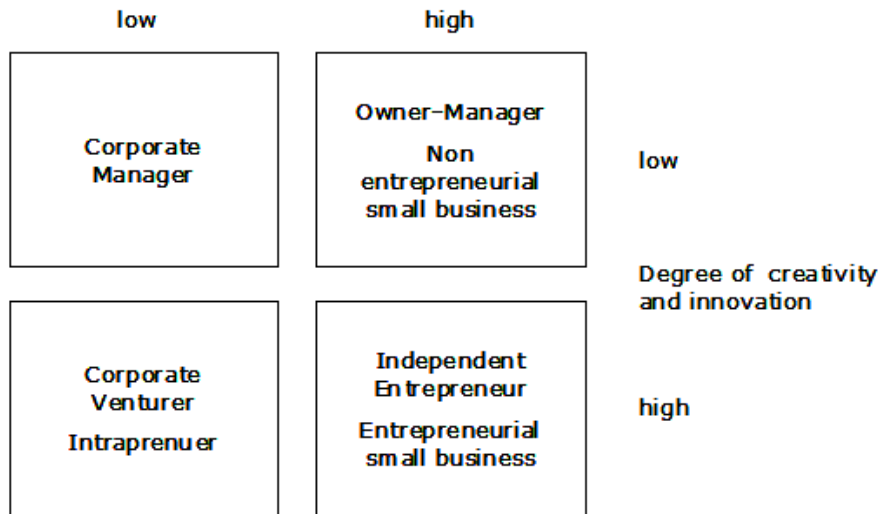 low
high
Corporate
Manager
Owner-Manager
Non
entrepreneurial
small business
low
Degree of creativity
and innovation
Corporate
Venturer
Intraprenuer
Independent
Entrepreneur
Entrepreneurial
small business
high